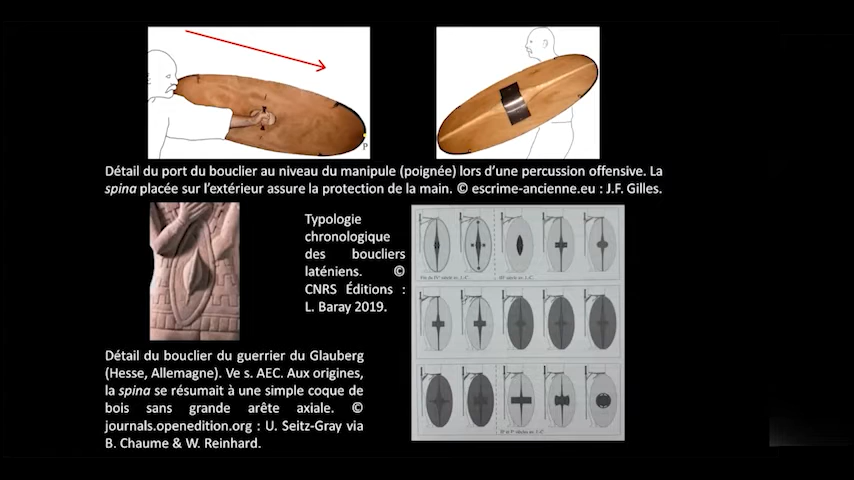 P
Détail du port du bouclier au niveau du manipule (poignée) lors d’une percussion offensive. La
spina placée sur l’extérieur assure la protection de la main. © escrime-ancienne.eu : J.F. Gilles.
Typologie
chronologique
des boucliers
laténiens. ©
CNRS Éditions :
L. Baray 2019.
Détail du bouclier du guerrier du Glauberg
(Hesse, Allemagne). Ve s. AEC. Aux origines,
la spina se résumait à une simple coque de
bois sans grande arête axiale. ©
journals.openedition.org : U. Seitz-Gray via
B. Chaume & W. Reinhard.